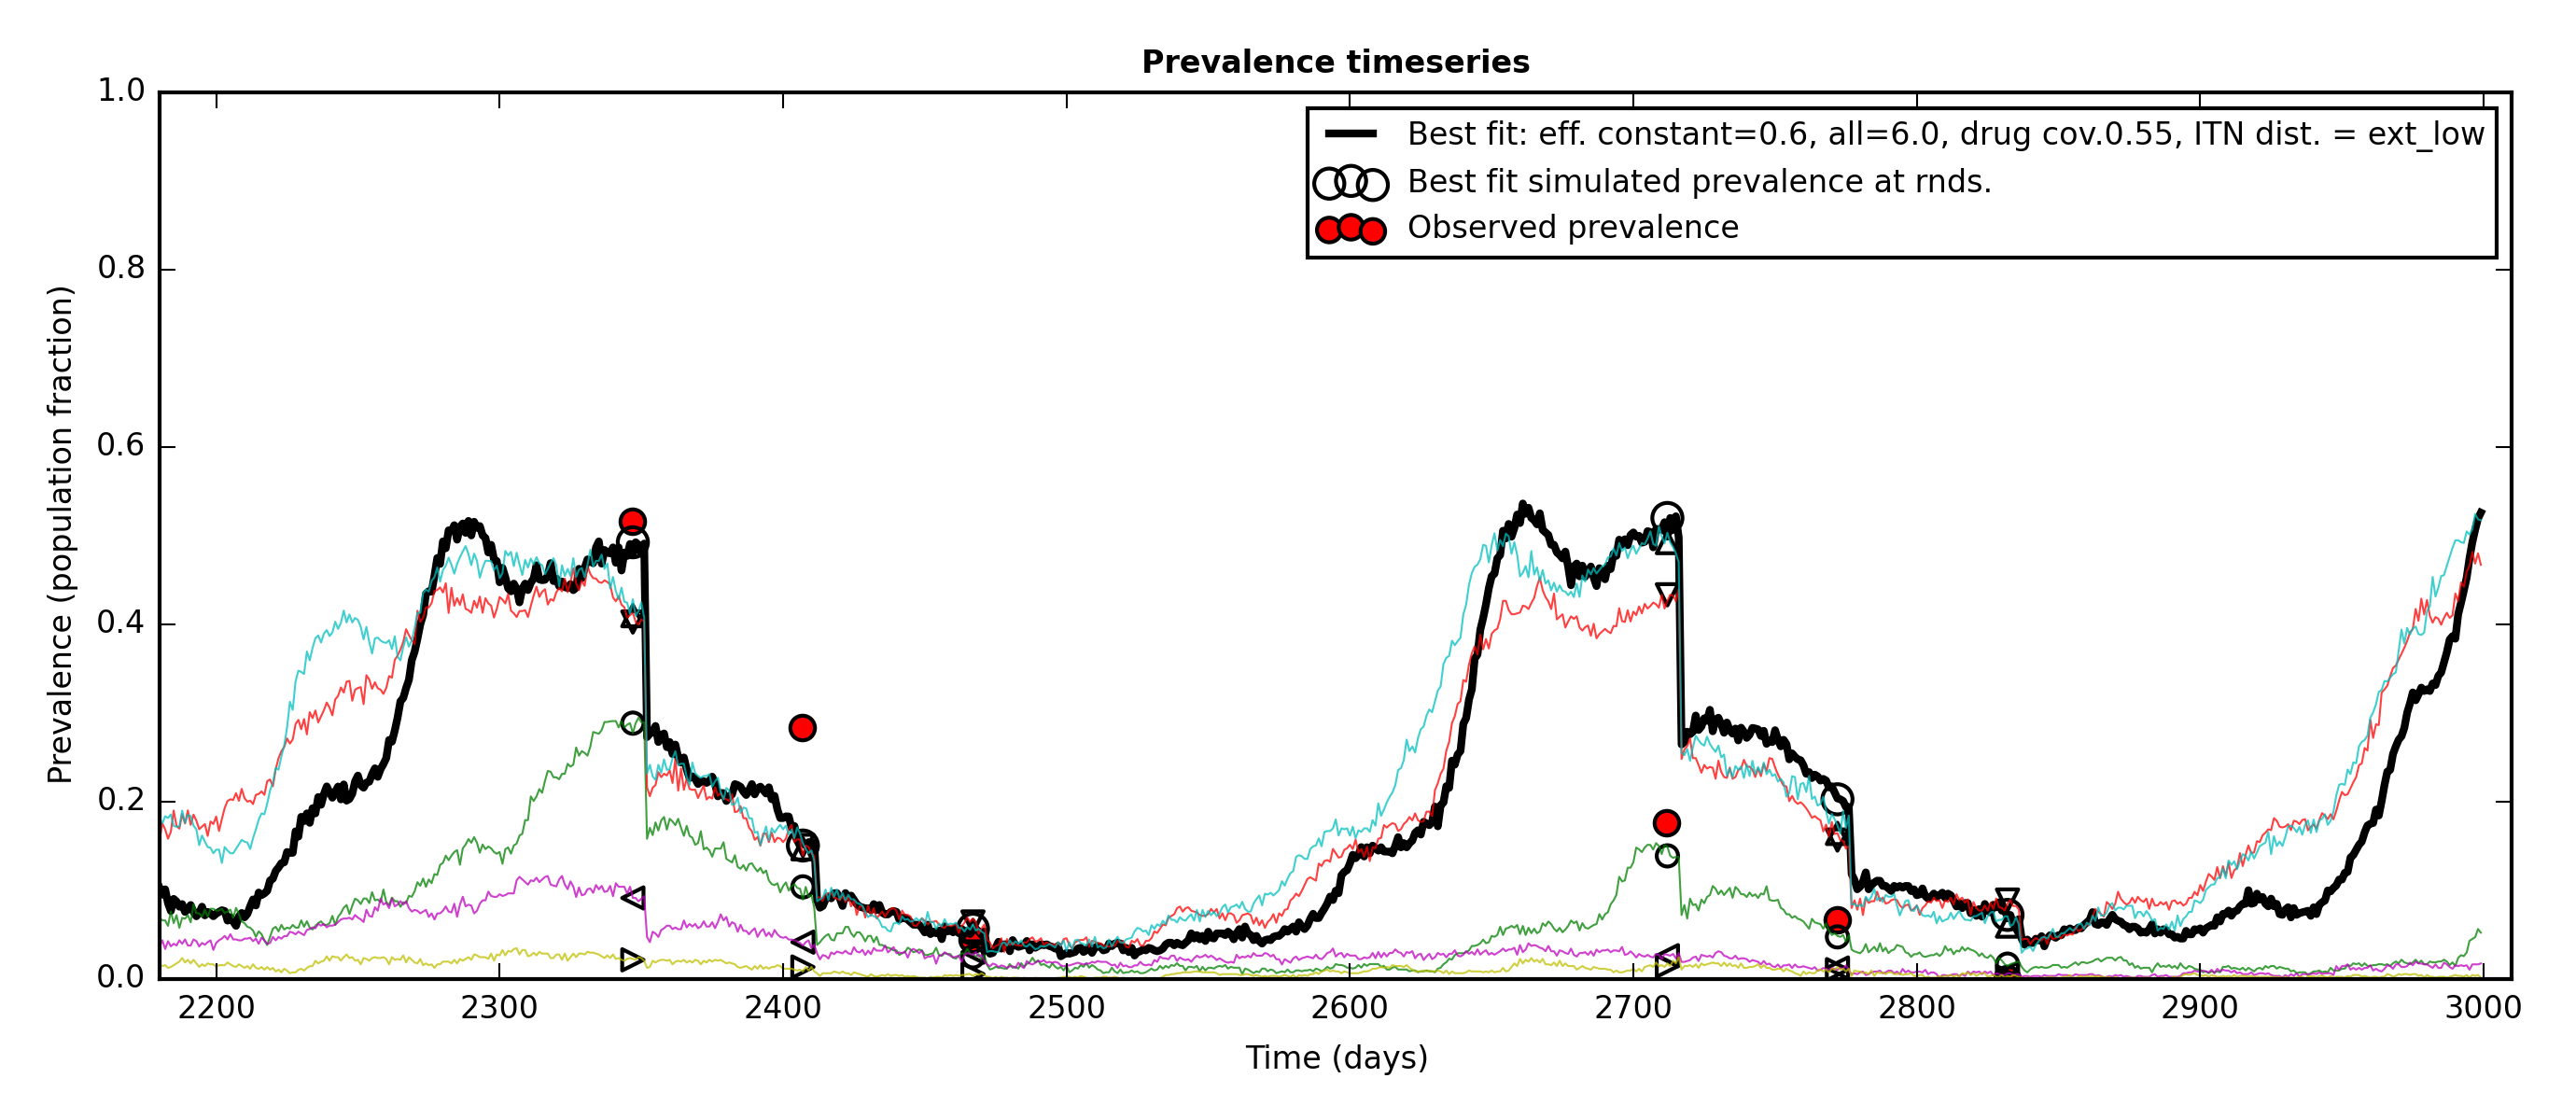 Prevalence timeseries
1.0
0.8
0.6
0.4
0.2
0.0
Prevalence (population fraction)
Best fit: eff. constant=0.6, all=6.0, drug cov.0.55, ITN dist. = ext_low
Best fit simulated prevalence at rnds.
Observed prevalence
2200 2300 2400 2500 2600 2700 2800 2900 3000
Time (days)